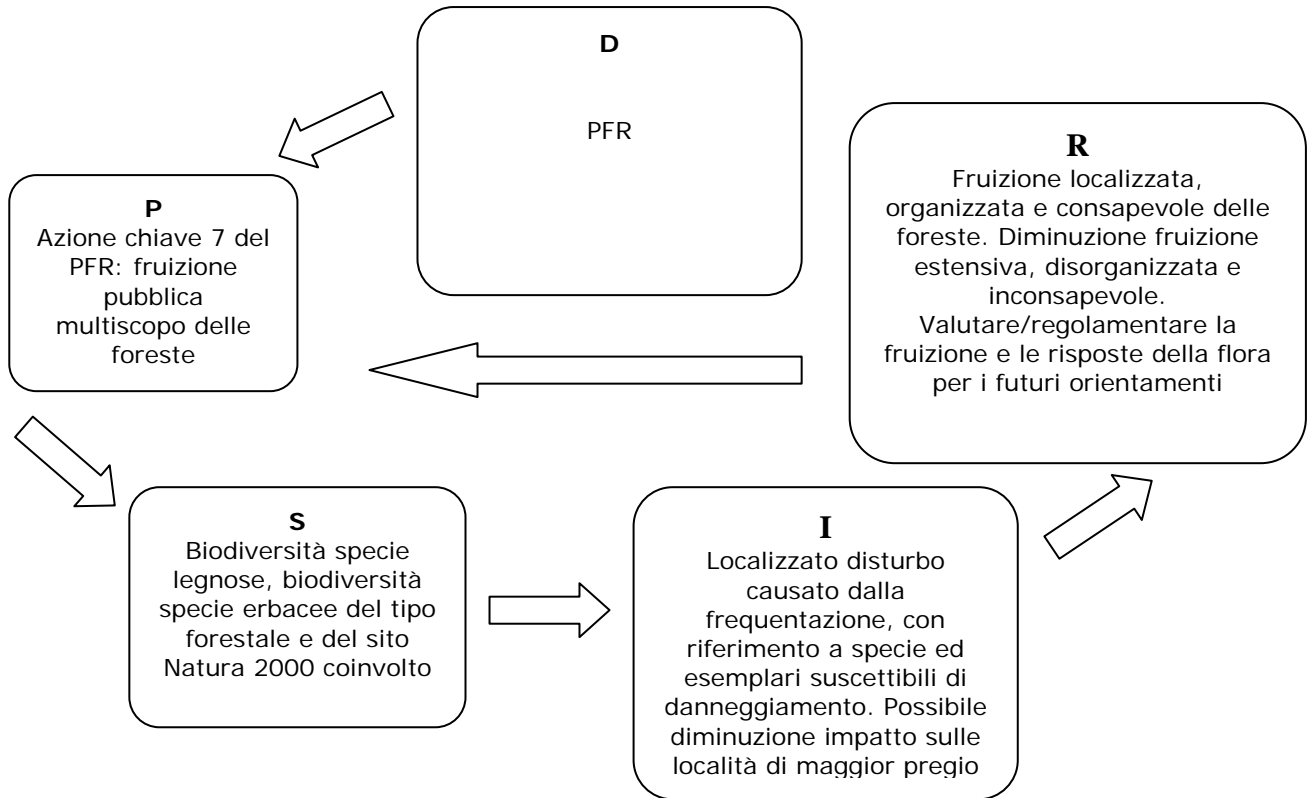 D
PFR
P
Azione chiave 7 del
PFR: fruizione
pubblica
multiscopo delle
foreste
S
Biodiversità specie
legnose, biodiversità
specie erbacee del tipo
forestale e del sito
Natura 2000 coinvolto
I
Localizzato disturbo
causato dalla
frequentazione, con
riferimento a specie ed
esemplari suscettibili di
danneggiamento. Possibile
diminuzione impatto sulle
località di maggior pregio
R
Fruizione localizzata,
organizzata e consapevole delle
foreste. Diminuzione fruizione
estensiva, disorganizzata e
inconsapevole.
Valutare/regolamentare la
fruizione e le risposte della flora
per i futuri orientamenti